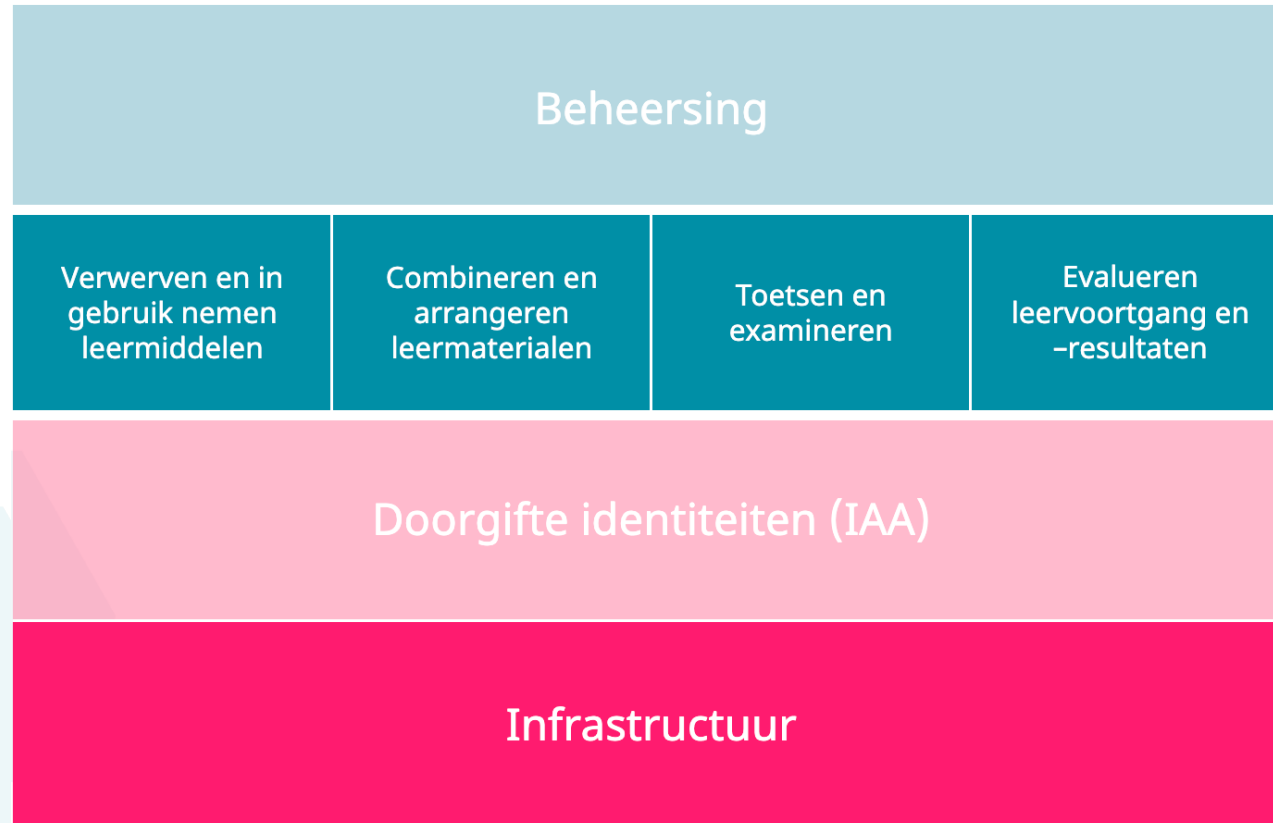 Beheersing
Verwerven en in
gebruik nemen
leermiddelen
Combineren en
arrangeren
leermaterialen
Toetsen en
examineren
Evalueren
leervoortgang en
–resultaten
Doorgifte identiteiten (IAA)
Infrastructuur